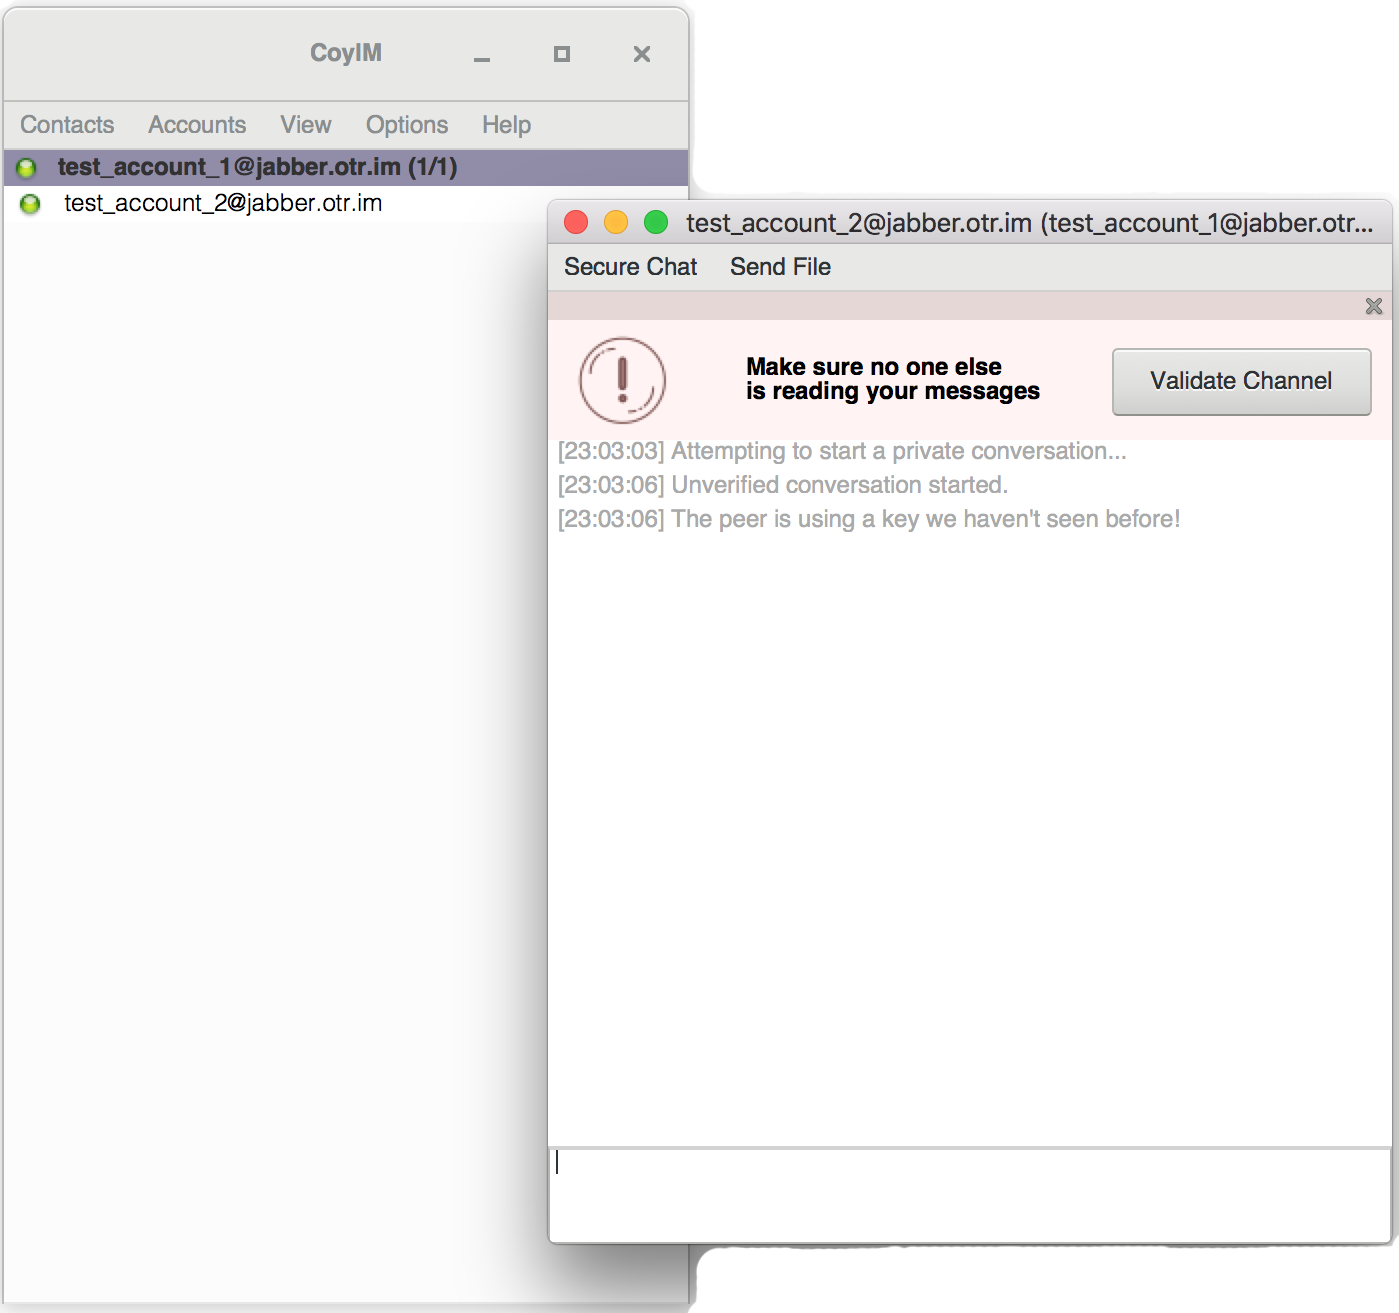 CoyIM
Contacts Accounts View Options Help
test_account_1@jabber.otr.im (1/1)
test_account_2@jabber.otr.im
test_account_2@jabber.otr.im (test_account_1@jabber.otr...
Secure Chat Send File
Make sure no one else
is reading your messages
Validate Channel
[23:03:03] Attempting to start a private conversation...
[23:03:06] Unverified conversation started.
[23:03:06] The peer is using a key we haven't seen before!